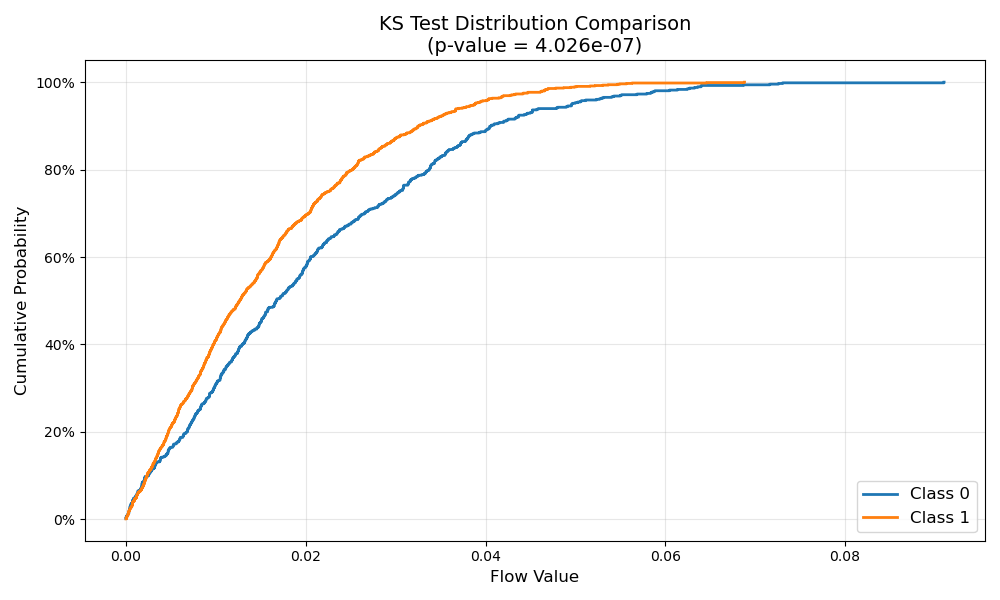 KS Test Distribution Comparison
(p-value = 4.026e-07)
Cumulative Probability
100%
80%
60%
40%
20%
0%
0.00
0.02
0.04
0.06
0.08
Flow Value
Class 0
Class 1